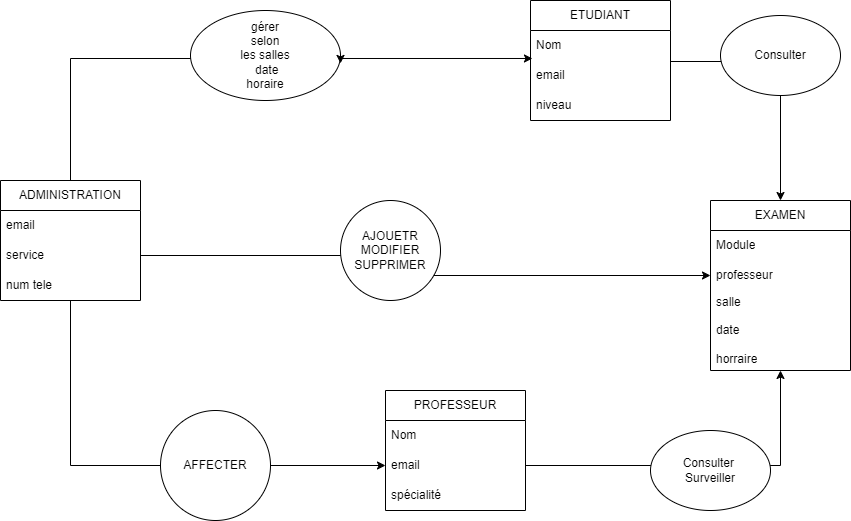 gérer
selon
les salles
date
horaire
ETUDIANT
Nom
email
niveau
Consulter
ADMINISTRATION
email
service
num tele
AJOUETR
MODIFIER
SUPPRIMER
EXAMEN
Module
professeur
salle
date
horraire
AFFECTER
PROFESSEUR
Nom
email
spécialité
Consulter
Surveiller